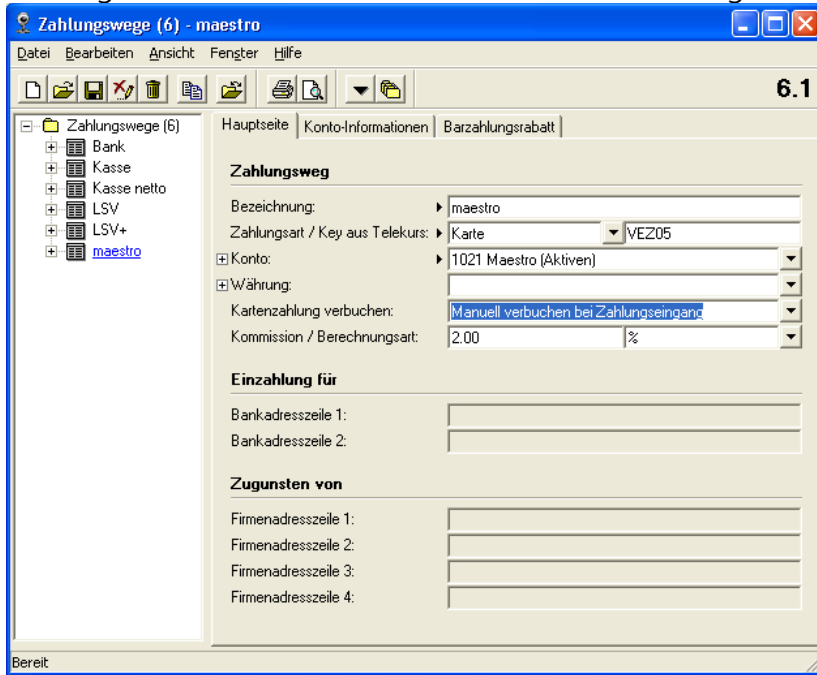 Zahlungswege (6) - maestro
Datei Bearbeiten Ansicht Fenster Hilfe
6.1
Zahlungswege (6)
Bank
Kasse
Kasse netto
LSV
LSV+
maestro
Hauptseite Konto-Informationen Barzahlungsrabatt
Zahlungsweg
Bezeichnung: maestro
Zahlungsart / Key aus Telekurs: Karte VEZ05
Konto: 1021 Maestro (Aktiven)
Währung:
Kartenzahlung verbuchen: Manuell verbuchen bei Zahlungseingang
Kommission / Berechnungsart: 2.00 %
Einzahlung für
Bankadresszeile 1:
Bankadresszeile 2:
Zugunsten von
Firmenadresszeile 1:
Firmenadresszeile 2:
Firmenadresszeile 3:
Firmenadresszeile 4:
Bereit